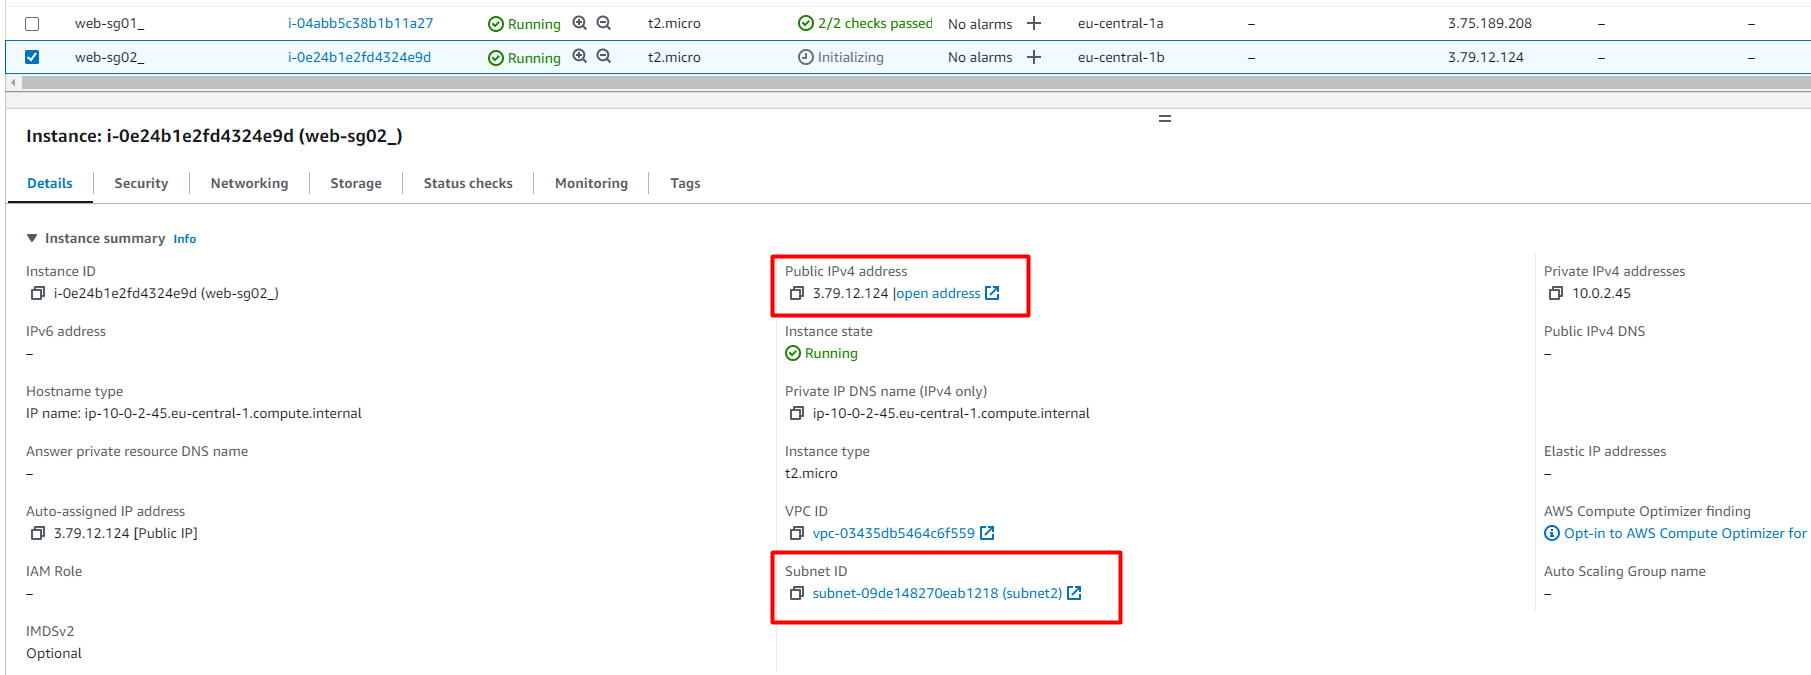 web-sg01_ i-04abb5c38b1b11a27 Running t2.micro 2/2 checks passed No alarms + eu-central-1a – 3.75.189.208 – –
web-sg02_ i-0e24b1e2fd4324e9d Running t2.micro Initializing No alarms + eu-central-1b – 3.79.12.124 – –
Instance: i-0e24b1e2fd4324e9d (web-sg02_)
Details Security Networking Storage Status checks Monitoring Tags
Instance summary Info
Instance ID
i-0e24b1e2fd4324e9d (web-sg02_)
Public IPv4 address
3.79.12.124 |open address
Private IPv4 addresses
10.0.2.45
IPv6 address
–
Instance state
Running
Public IPv4 DNS
–
Hostname type
IP name: ip-10-0-2-45.eu-central-1.compute.internal
Private IP DNS name (IPv4 only)
ip-10-0-2-45.eu-central-1.compute.internal
Answer private resource DNS name
–
Instance type
t2.micro
Elastic IP addresses
–
Auto-assigned IP address
3.79.12.124 [Public IP]
VPC ID
vpc-03435db5464c6f559
AWS Compute Optimizer finding
Opt-in to AWS Compute Optimizer for
IAM Role
–
Subnet ID
subnet-09de148270eab1218 (subnet2)
Auto Scaling Group name
–
IMDSv2
Optional